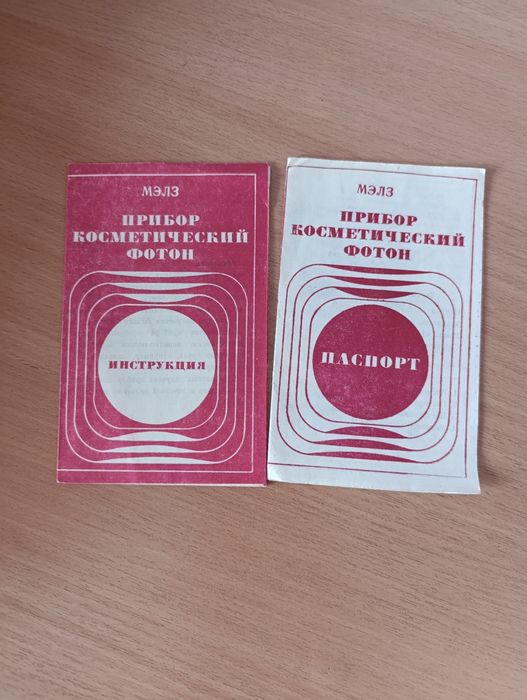 МЭЛЗ
ПРИБОР
КОСМЕТИЧЕСКИЙ
ФОТОН
ИНСТРУКЦИЯ
МЭЛЗ
ПРИБОР
КОСМЕТИЧЕСКИЙ
ФОТОН
ПАСПОРТ